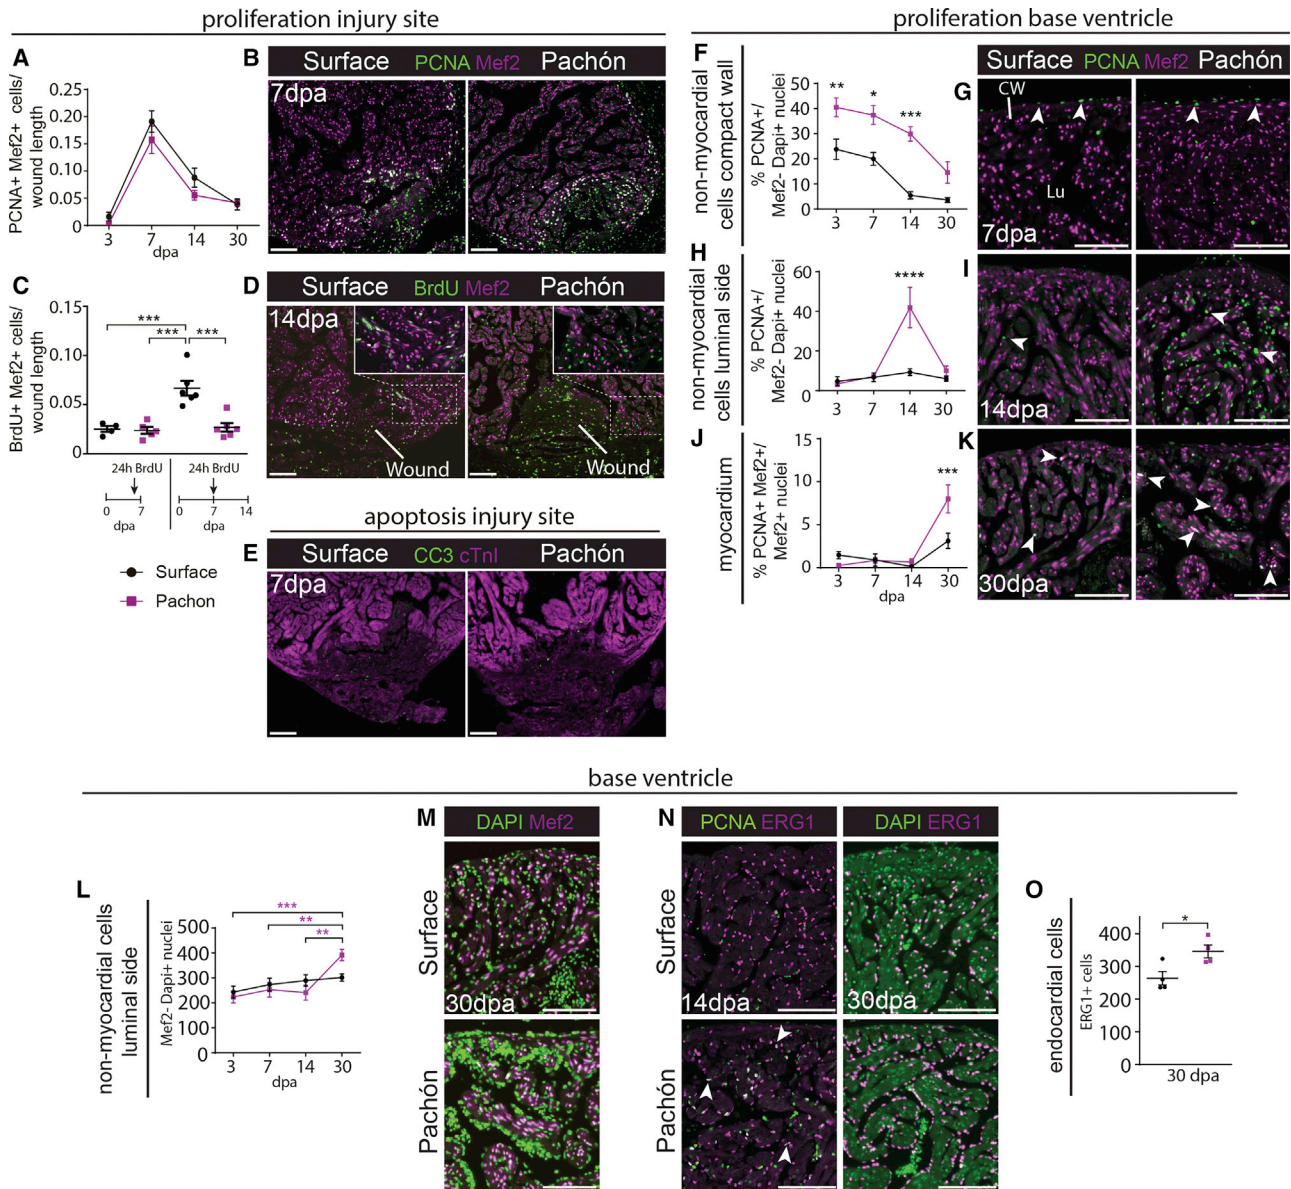 proliferation injury site
A
PCNA+ Mef2+ cells/
wound length
0.25
0.20
0.15
0.10
0.05
0
3 7 14 30
dpa
B
Surface PCNA Mef2 Pachón
7dpa
C
BrdU+ Mef2+ cells/
wound length
0.15
0.10
0.05
0
*** *** ***
24h BrdU 24h BrdU
0 7 0 7 14
dpa dpa
Surface
Pachon
D
Surface BrdU Mef2 Pachón
14dpa
Wound Wound
apoptosis injury site
E
Surface CC3 cTnI Pachón
7dpa
proliferation base ventricle
F
non-myocardial
cells compact wall
% PCNA+/
Mef2- Dapi+ nuclei
50
40
30
20
10
0
** * ***
3 7 14 30
G
Surface PCNA Mef2 Pachón
CW
Lu
7dpa
H
non-myocardial
cells luminal side
% PCNA+/
Mef2- Dapi+ nuclei
60
40
20
0
****
3 7 14 30
I
14dpa
J
myocardium
% PCNA+ Mef2+/
Mef2+ nuclei
15
10
5
0
***
3 7 14 30
dpa
K
30dpa
base ventricle
L
non-myocardial cells
luminal side
Mef2- Dapi+ nuclei
500
400
300
200
100
0
***
**
**
3 7 14 30
dpa
M
DAPI Mef2
Surface
30dpa
Pachón
N
PCNA ERG1 DAPI ERG1
Surface
14dpa 30dpa
Pachón
O
endocardial cells
ERG1+ cells
400
300
200
100
0
*
30 dpa